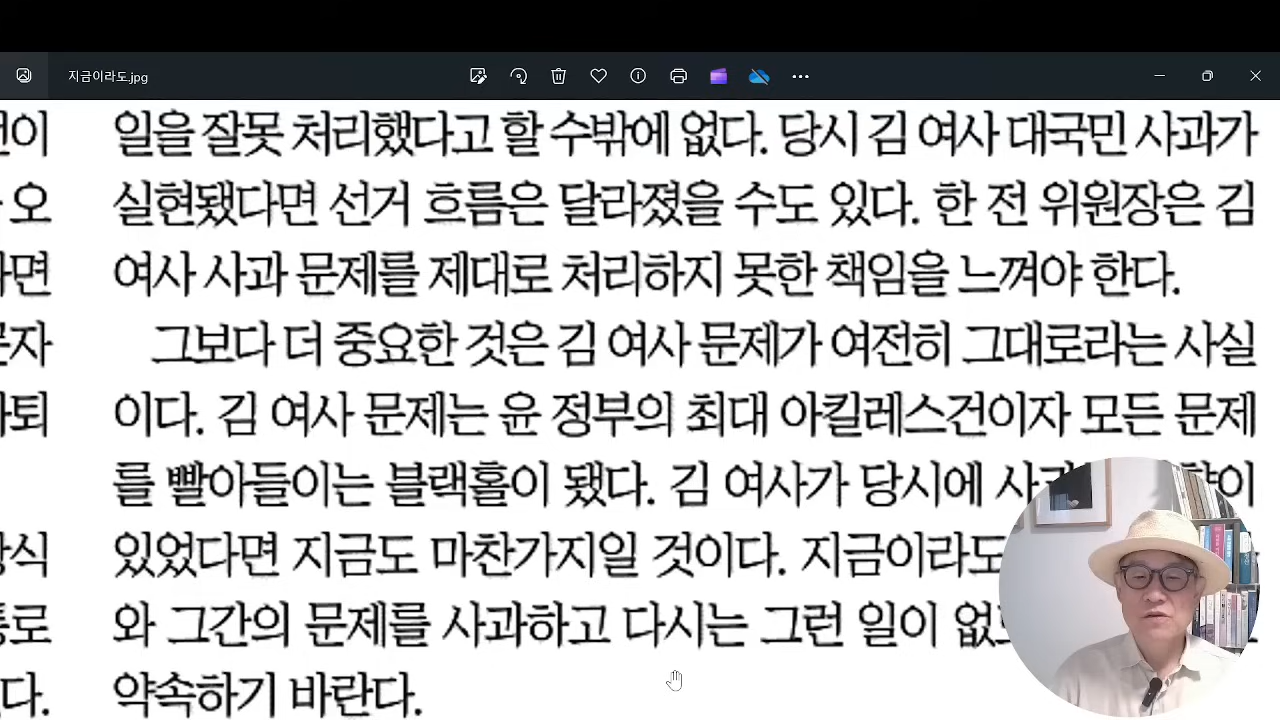 지금이라도.jpg
일을 잘못 처리했다고 할 수밖에 없다. 당시 김 여사 대국민 사과가
오 실현됐다면 선거 흐름은 달라졌을 수도 있다. 한 전 위원장은 김
면 여사 사과 문제를 제대로 처리하지 못한 책임을 느껴야 한다.
자 그보다 더 중요한 것은 김 여사 문제가 여전히 그대로라는 사실
퇴 이다. 김 여사 문제는 윤 정부의 최대 아킬레스건이자 모든 문제
를 빨아들이는 블랙홀이 됐다. 김 여사가 당시에
식 있었다면 지금도 마찬가지일 것이다. 지금이라도
로 와 그간의 문제를 사과하고 다시는 그런 일이
다. 약속하기 바란다.